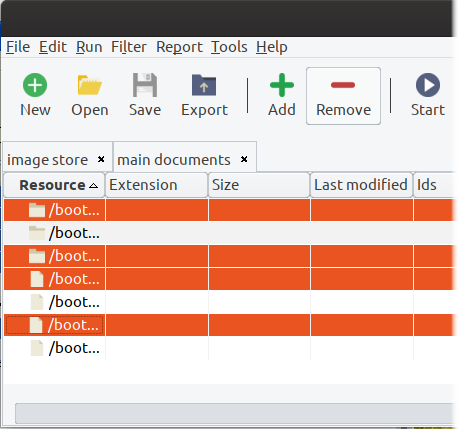 File Edit Run Filter Report Tools Help
New Open Save Export Add Remove Start
image store × main documents ×
Resource Extension Size Last modified Ids
/boot...
/boot...
/boot...
/boot...
/boot...
/boot...
/boot...